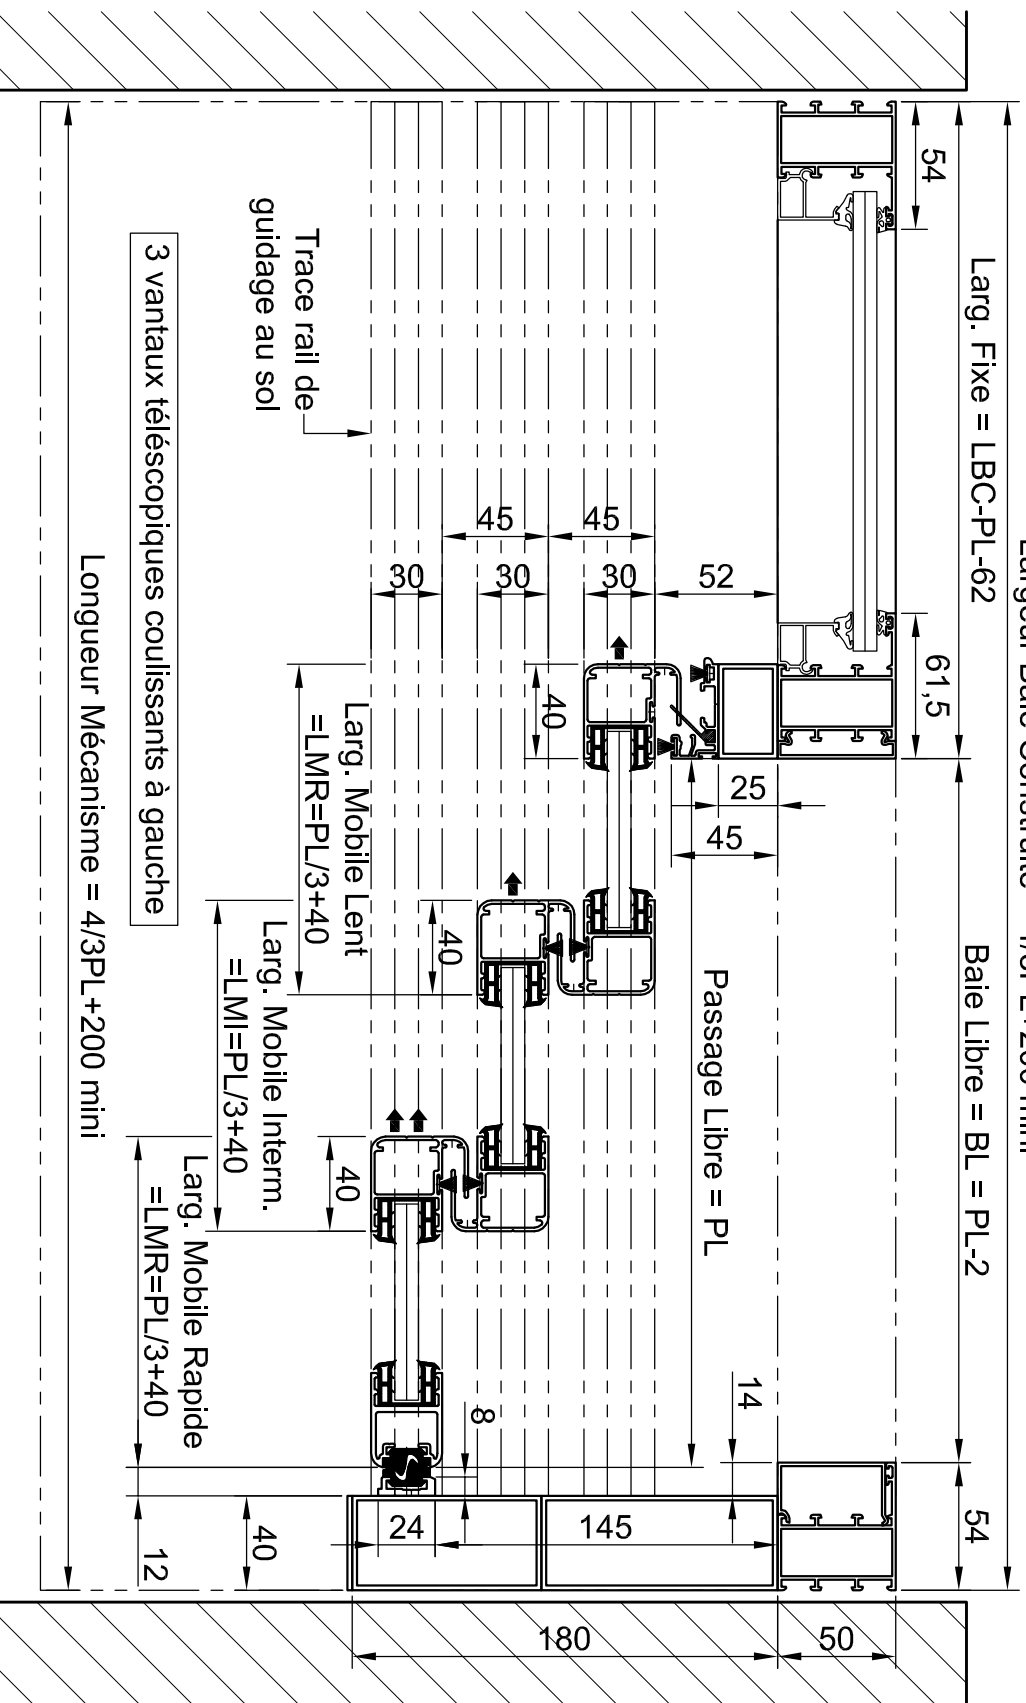 Largeur Baie Construite
Larg. Fixe = LBC-PL-62
Baie Libre = BL = PL-2
54
61,5
54
Passage Libre = PL
25
45
14
52
45
45
30
30
30
40
40
40
8
145
24
180
50
40
12
Trace rail de
guidage au sol
Larg. Mobile Lent
=LMR=PL/3+40
Larg. Mobile Interm.
=LMI=PL/3+40
Larg. Mobile Rapide
=LMR=PL/3+40
3 vantaux téléscopiques coulissants à gauche
Longueur Mécanisme = 4/3PL+200 mini